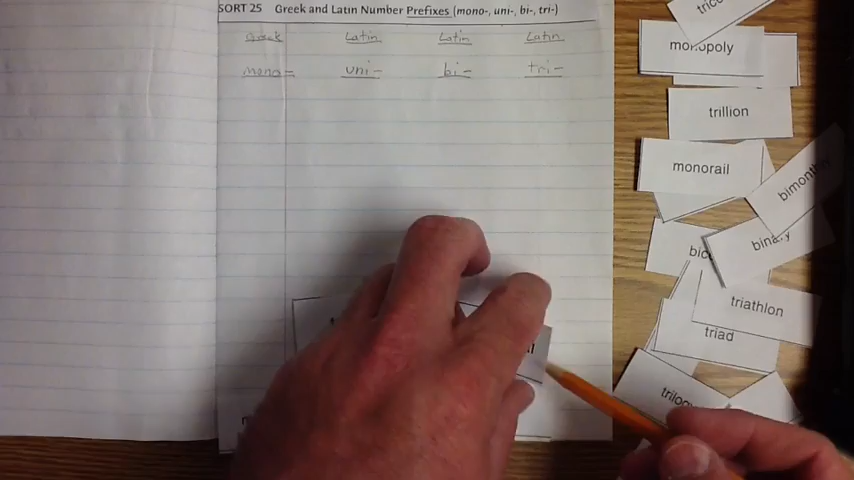 SORT 25 Greek and Latin Number Prefixes (mono-, uni-, bi-, tri-)
Greek Latin Latin Latin
mono- uni- bi- tri-
monopoly
trillion
monorail
bimonthly
binary
triathlon
triad
trilogy